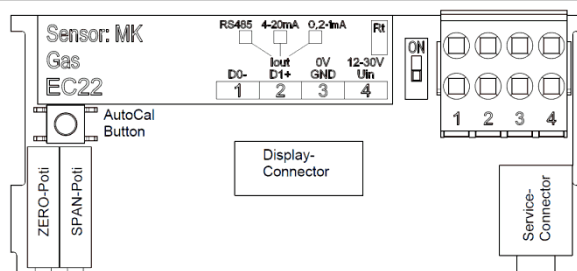 Sensor: MK
Gas
EC22
RS485 4-20mA 0,2-1mA
Rt
Iout 0V 12-30V
D0- D1+ GND Uin
1 2 3 4
ON
1 2 3 4
AutoCal
Button
ZERO-Poti
SPAN-Poti
Display-
Connector
Service-
Connector